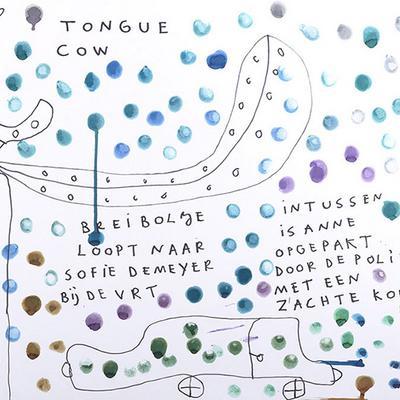 TONGUE
COW
BREIBOLTJE
LOOPT NAAR
SOFIE DEMEYER
BIJ DE VRT
INTUSSEN
IS ANNE
OPGEPAKT
DOOR DE POLI
MET EEN
ZACHTE KO